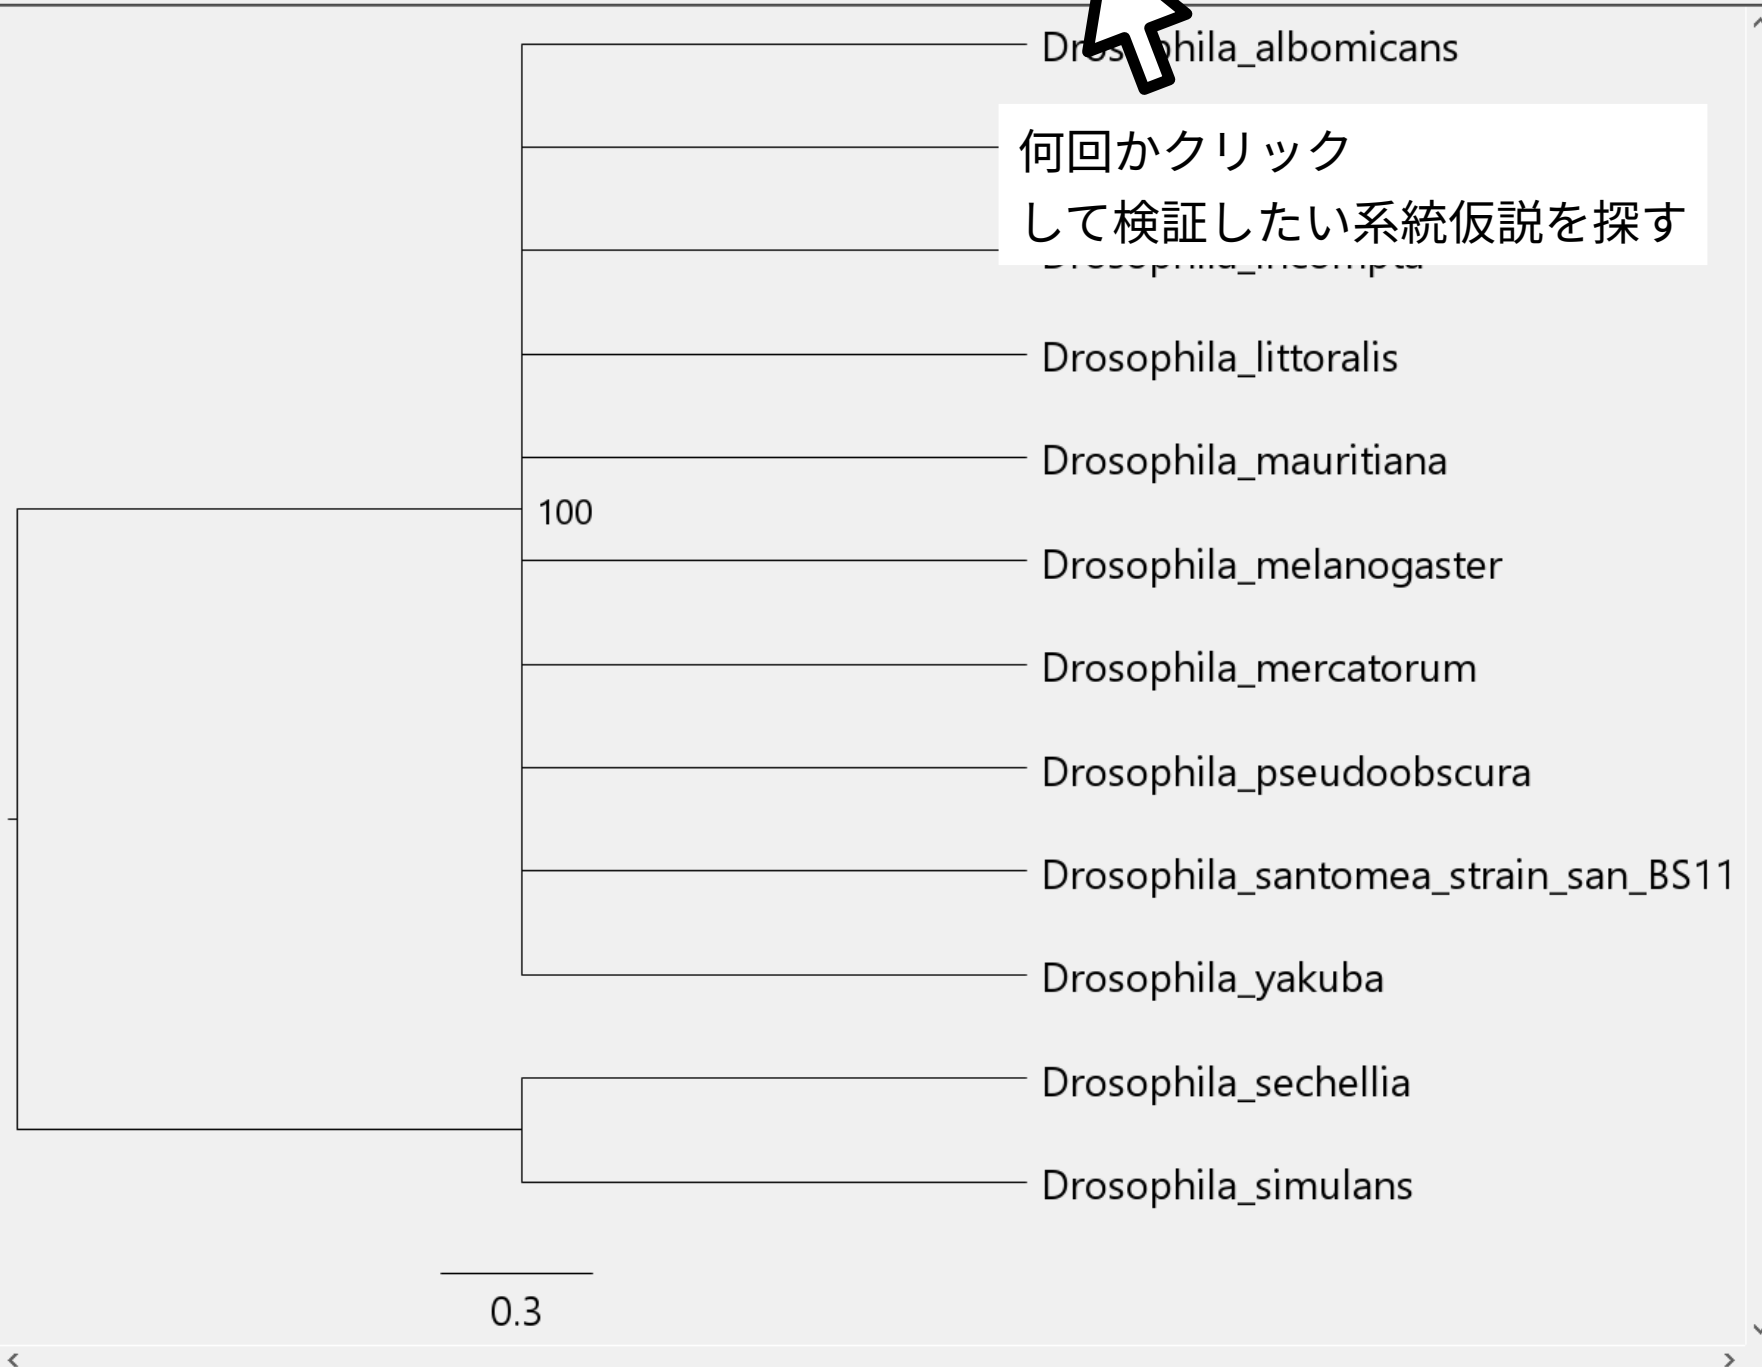 Drosophila_albomicans
何回かクリック
して検証したい系統仮説を探す
Drosophila_incompta
Drosophila_littoralis
Drosophila_mauritiana
100
Drosophila_melanogaster
Drosophila_mercatorum
Drosophila_pseudoobscura
Drosophila_santomea_strain_san_BS11
Drosophila_yakuba
Drosophila_sechellia
Drosophila_simulans
0.3